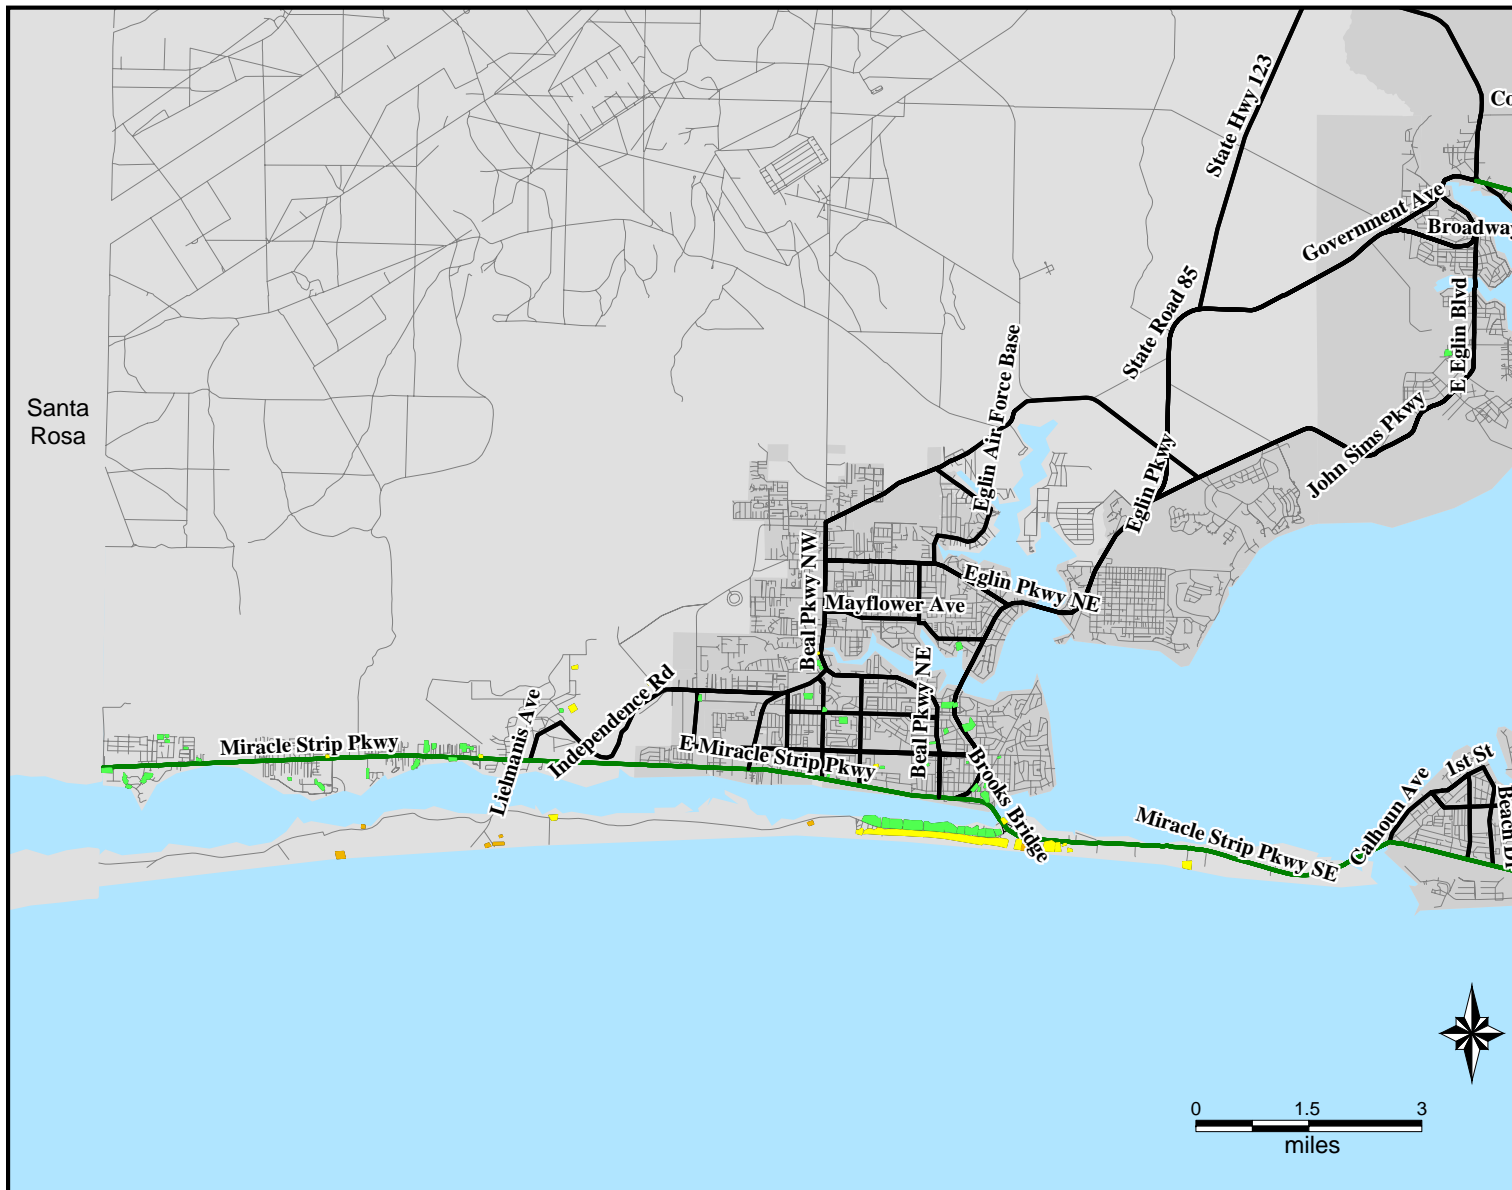 State Hwy 123
Co
Government Ave
Broadway
State Road 85
E Eglin Blvd
Eglin Air Force Base
Santa
Rosa
John Sims Pkwy
Eglin Pkwy
Beal Pkwy NW
Eglin Pkwy NE
Mayflower Ave
Beal Pkwy NE
Independence Rd
Lielmanis Ave
Miracle Strip Pkwy
E Miracle Strip Pkwy
Brooks Bridge
1st St
Calhoun Ave
Beach Dr
Miracle Strip Pkwy SE
0 1.5 3
miles